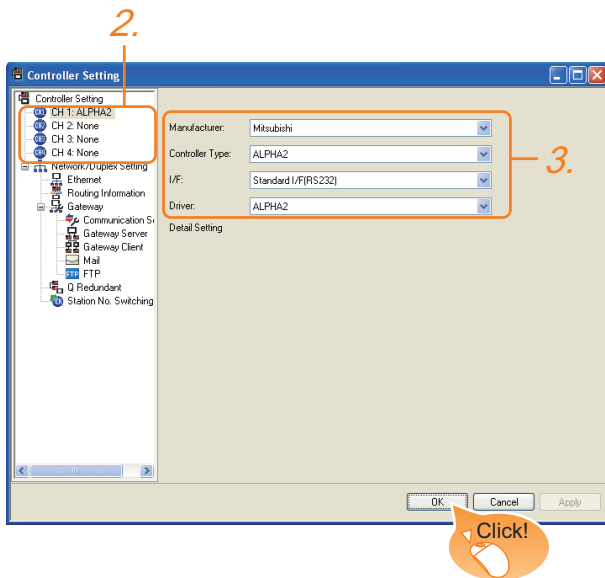 2.
Controller Setting
Controller Setting
CH 1: ALPHA2
CH 2: None
CH 3: None
CH 4: None
Network/Duplex Setting
Ethernet
Routing Information
Gateway
Communication S
Gateway Server
Gateway Client
Mail
FTP FTP
Q Redundant
Station No. Switching
Manufacturer: Mitsubishi
Controller Type: ALPHA2
I/F: Standard I/F(RS232)
Driver: ALPHA2
3.
Detail Setting
OK Cancel Apply
Click!